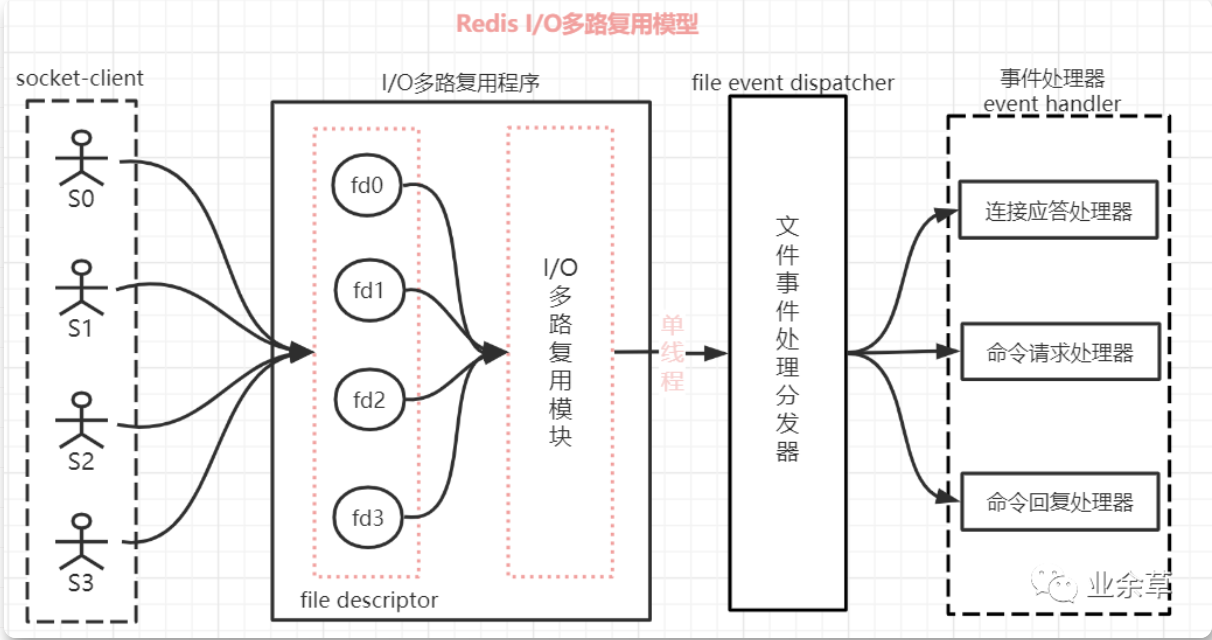 Redis I/O多路复用模型
socket-client
S0
S1
S2
S3
I/O多路复用程序
fd0
fd1
fd2
fd3
file descriptor
I/O多路复用模块
单线程
file event dispatcher
文件事件处理分发器
事件处理器
event handler
连接应答处理器
命令请求处理器
命令回复处理器
业余草